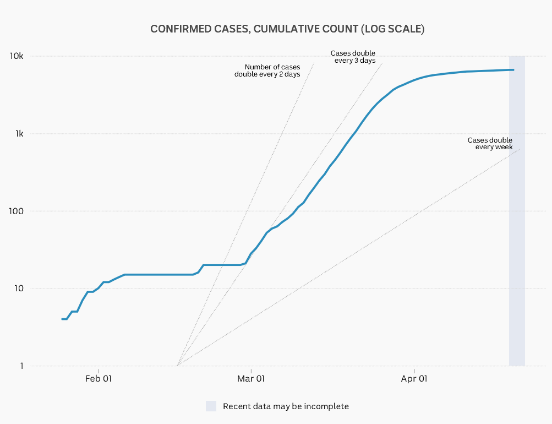 CONFIRMED CASES, CUMULATIVE COUNT (LOG SCALE)
Cases double
every 3 days
Number of cases
double every 2 days
10k
1k
Cases double
every week
100
10
1
Feb 01
Mar 01
Apr 01
Recent data may be incomplete